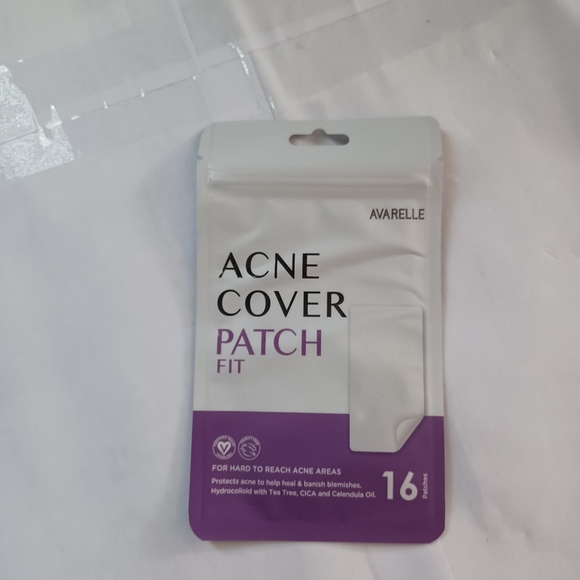 AVARELLE
ACNE
COVER
PATCH
FIT
FOR HARD TO REACH ACNE AREAS
Protects acne to help heal & banish blemishes.
Hydrocolloid with Tea Tree, CICA and Calendula Oil.
16
Patches